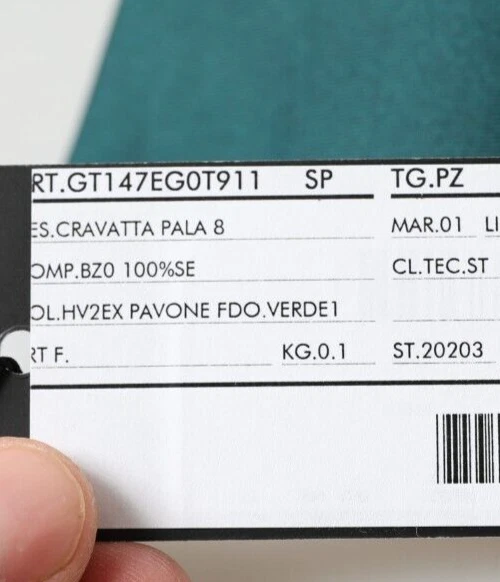 RT.GT147EG0T911 SP TG.PZ
ES.CRAVATTA PALA 8 MAR.01 LI
OMP.BZ0 100%SE CL.TEC.ST
OL.HV2EX PAVONE FDO.VERDE1
RT F. KG.0.1 ST.20203